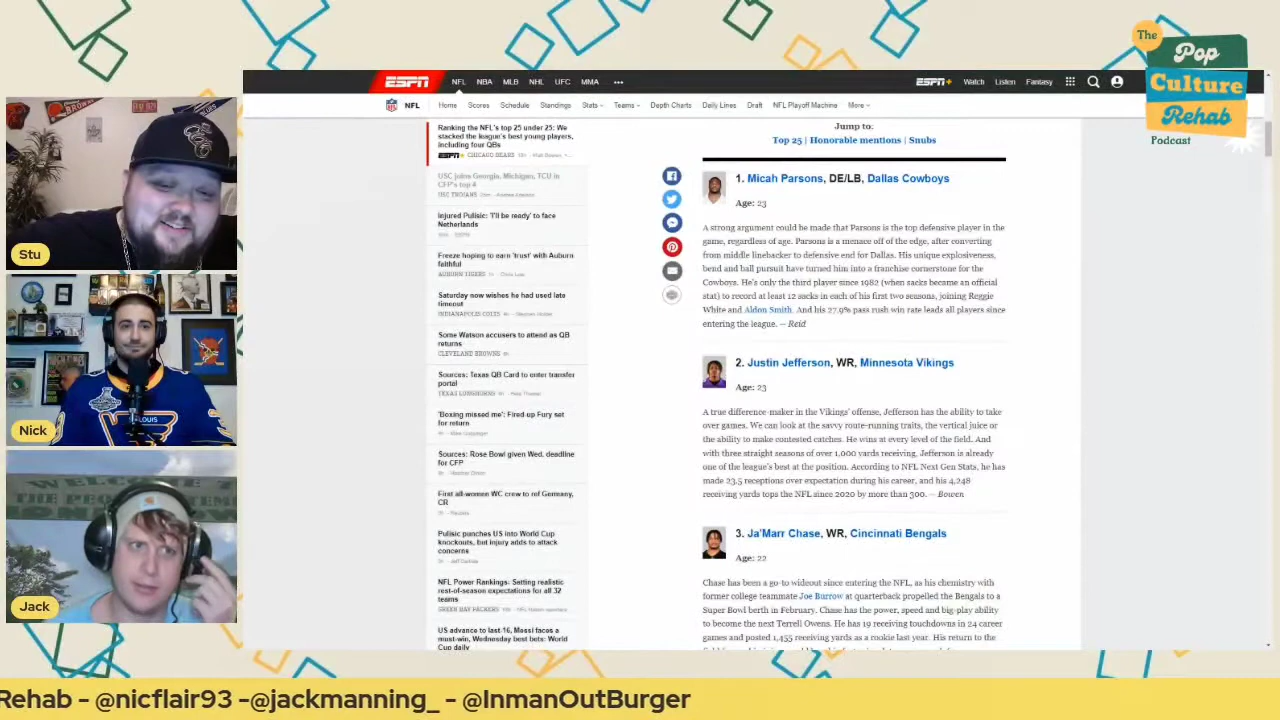 The
Pop
Culture
Rehab
Podcast
ESPN
NFL
NBA
MLB
NHL
UFC
MMA
ESPN+
Watch
Listen
Fantasy
NFL
Home
Scores
Schedule
Standings
Stats
Teams
Depth Charts
Daily Lines
Draft
NFL Playoff Machine
More
Stu
Nick
Jack
BROWNS
LOUIS
Ranking the NFL's top 25 under 25: We
stacked the league's best young players,
including four QBs
CHICAGO BEARS
USC joins Georgia, Michigan, TCU in
CFP's top 4
USC TROJANS
Injured Pulisic: 'I'll be ready' to face
Netherlands
Freeze hoping to earn 'trust' with Auburn
faithful
AUBURN TIGERS
Saturday now wishes he had used late
timeout
INDIANAPOLIS COLTS
Some Watson accusers to attend as QB
returns
CLEVELAND BROWNS
Sources: Texas QB Card to enter transfer
portal
TEXAS LONGHORNS
'Boxing missed me': Fired up Fury set
for return
Sources: Rose Bowl given Wed. deadline
for CFP
First all-women WC crew to ref Germany,
CR
Pulisic punches US into World Cup
knockouts, but injury adds to attack
concerns
NFL Power Rankings: Setting realistic
rest-of-season expectations for all 32
teams
GREEN BAY PACKERS
US advance to last-16, Messi faces a
must-win, Wednesday best bets: World
Cup daily
Jump to:
Top 25 | Honorable mentions | Snubs
1. Micah Parsons, DE/LB, Dallas Cowboys
Age: 23
A strong argument could be made that Parsons is the top defensive player in the
game, regardless of age. Parsons is a menace off of the edge, after converting
from middle linebacker to defensive end for Dallas. His unique explosiveness,
bend and ball pursuit have turned him into a franchise cornerstone for the
Cowboys. He's only the third player since 1982 (when sacks became an official
stat) to record at least 12 sacks in each of his first two seasons, joining Reggie
White and Aldon Smith. And his 27.9% pass rush win rate leads all players since
entering the league. — Reid
2. Justin Jefferson, WR, Minnesota Vikings
Age: 23
A true difference-maker in the Vikings' offense, Jefferson has the ability to take
over games. We can look at the savvy route-running traits, the vertical juice or
the ability to make contested catches. He wins at every level of the field. And
with three straight seasons of over 1,000 yards receiving, Jefferson is already
one of the league's best at the position. According to NFL Next Gen Stats, he has
made 23.5 receptions over expectation during his career, and his 4,248
receiving yards tops the NFL since 2020 by more than 300. — Bowen
3. Ja'Marr Chase, WR, Cincinnati Bengals
Age: 22
Chase has been a go-to wideout since entering the NFL, as his chemistry with
former college teammate Joe Burrow at quarterback propelled the Bengals to a
Super Bowl berth in February. Chase has the power, speed and big-play ability
to become the next Terrell Owens. He has 19 receiving touchdowns in 24 career
games and posted 1,455 receiving yards as a rookie last year. His return to the
Rehab - @nicflair93 -@jackmanning_ - @InmanOutBurger